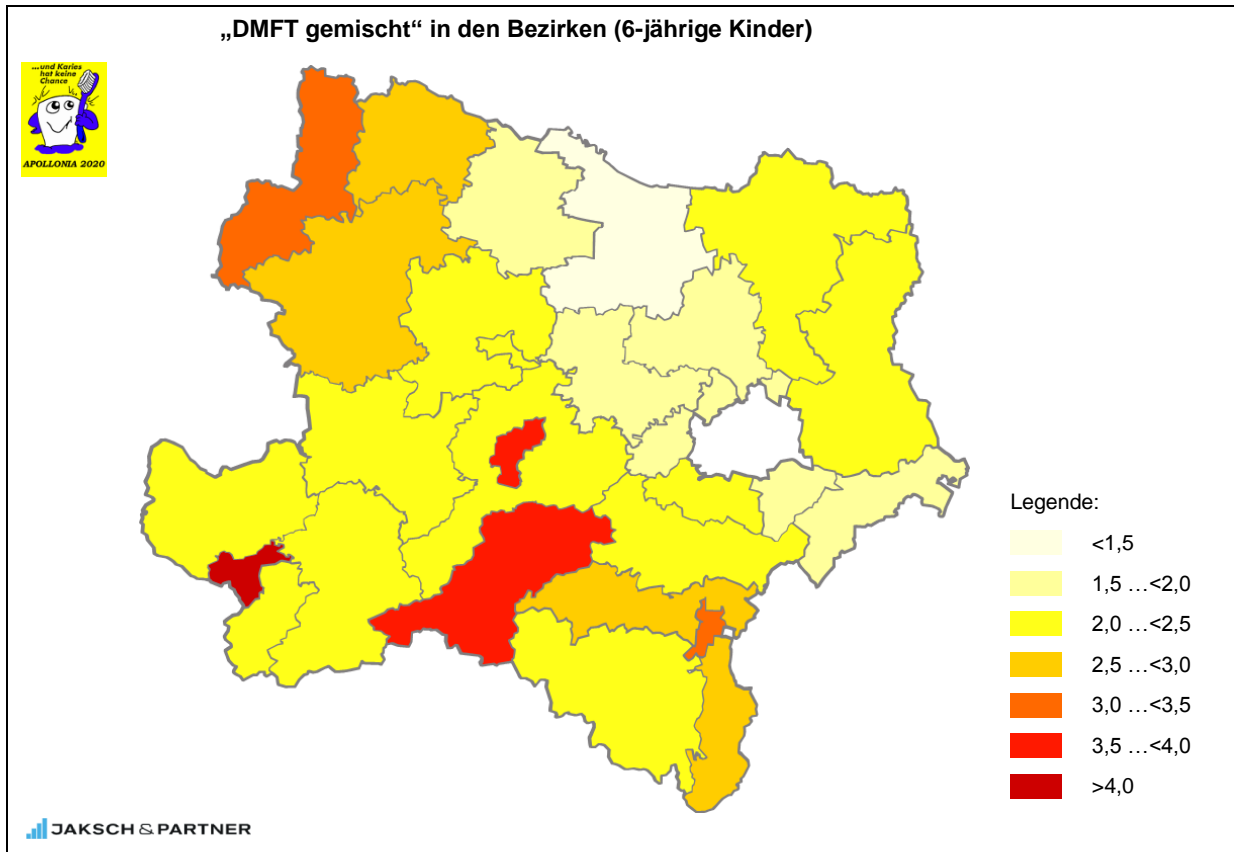 „DMFT gemischt“ in den Bezirken (6-jährige Kinder)
...und Karies
hat keine
Chance
APOLLONIA 2020
Legende:
<1,5
1,5 …<2,0
2,0 …<2,5
2,5 …<3,0
3,0 …<3,5
3,5 …<4,0
>4,0
JAKSCH & PARTNER